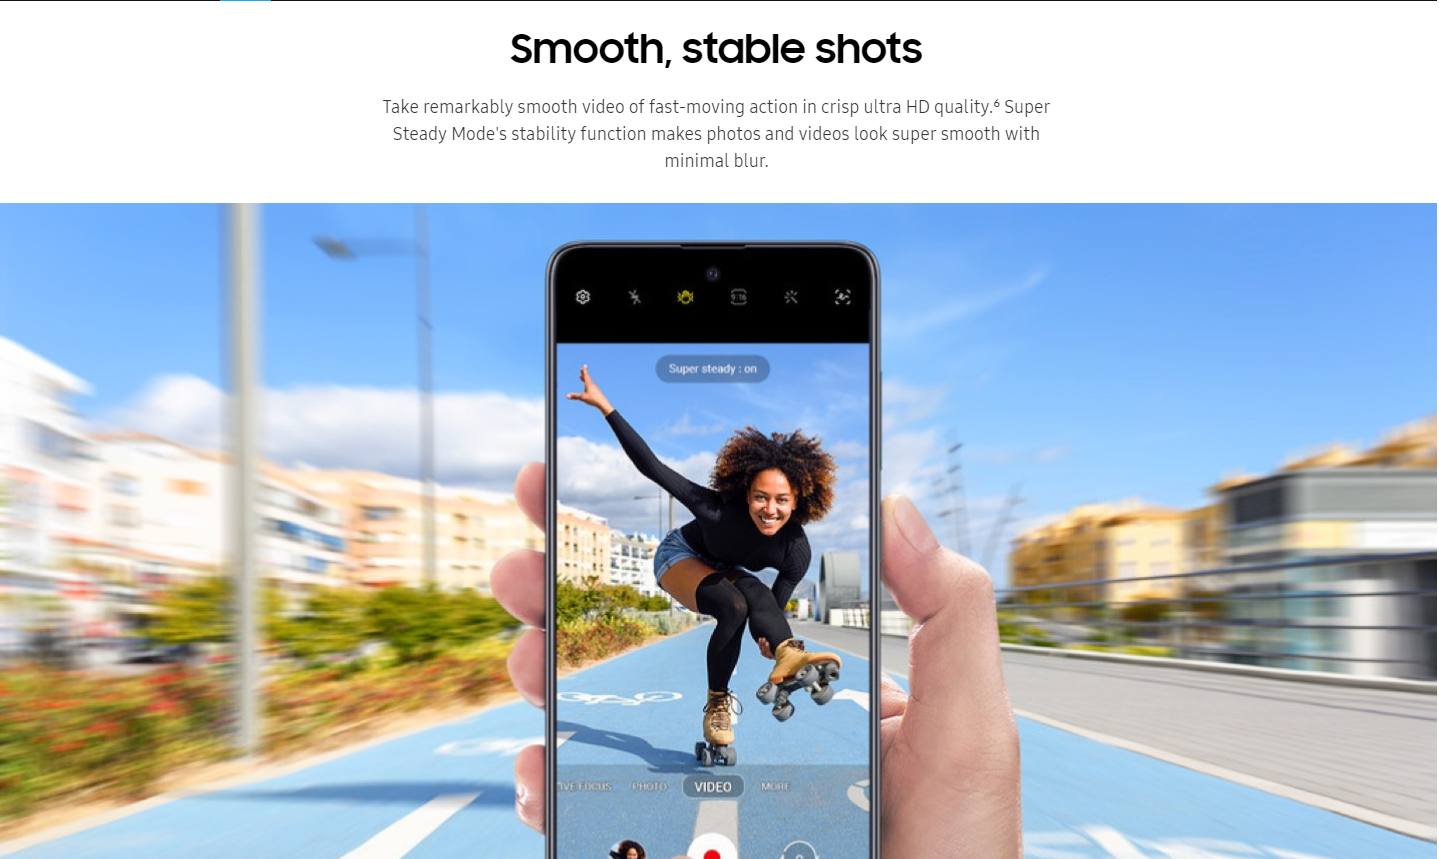 Smooth, stable shots
Take remarkably smooth video of fast-moving action in crisp ultra HD quality.⁶ Super
Steady Mode's stability function makes photos and videos look super smooth with
minimal blur.
9:16
Super steady : on
IVE FOCUS PHOTO VIDEO MORE